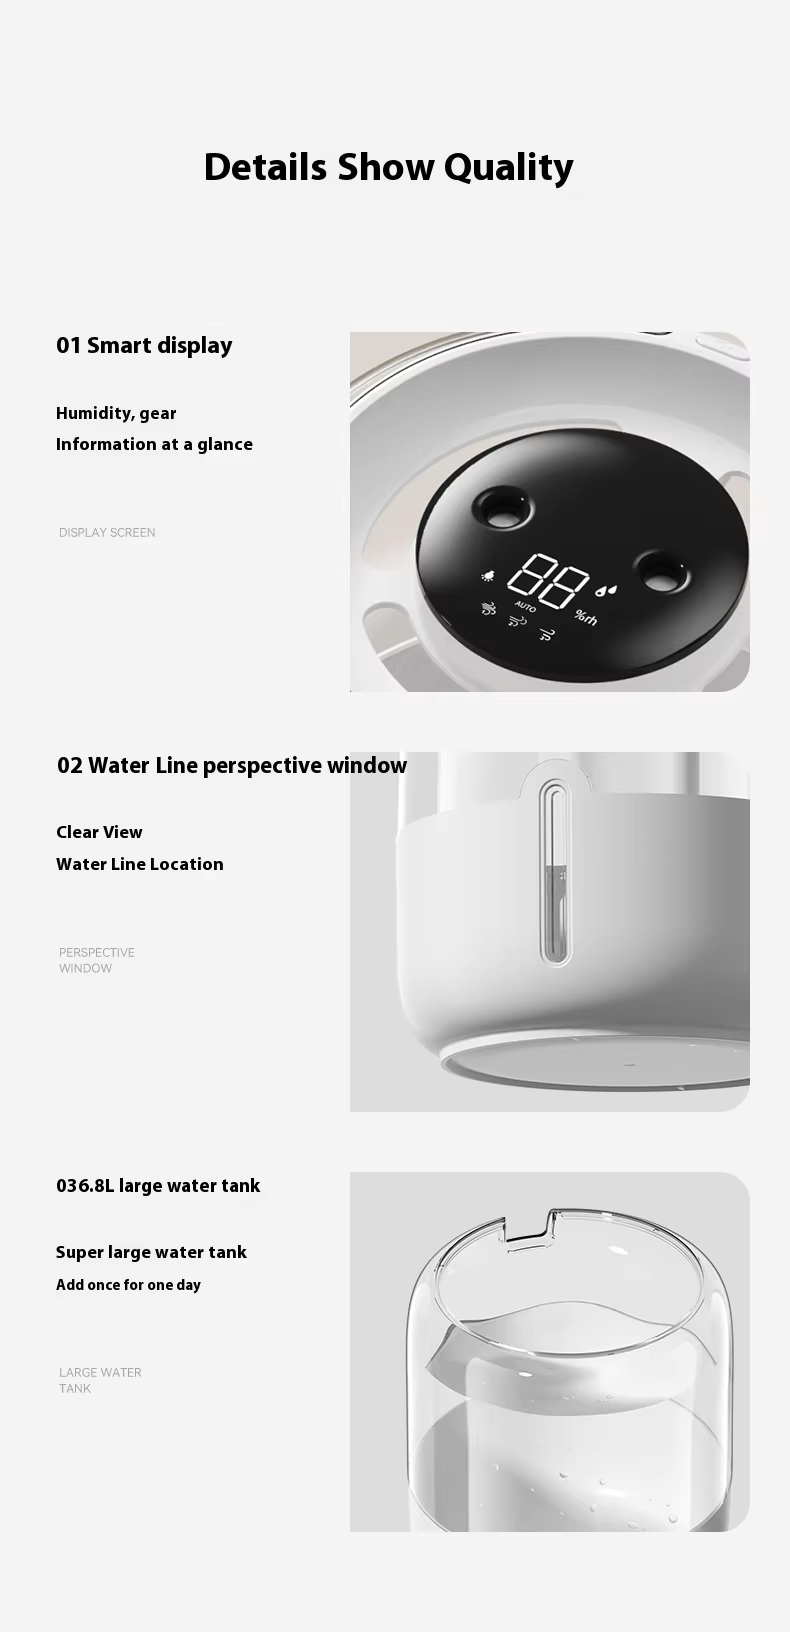 Details Show Quality
01 Smart display
Humidity, gear
Information at a glance
DISPLAY SCREEN
88
AUTO
%rh
02 Water Line perspective window
Clear View
Water Line Location
PERSPECTIVE
WINDOW
036.8L large water tank
Super large water tank
Add once for one day
LARGE WATER
TANK